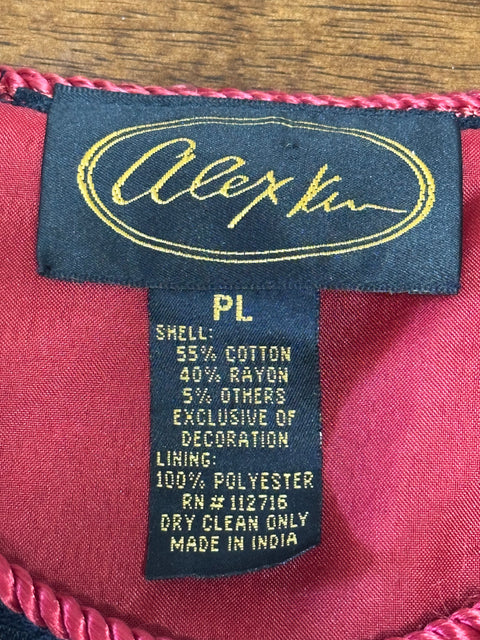 Alex Kim
PL
SHELL:
55% COTTON
40% RAYON
5% OTHERS
EXCLUSIVE OF
DECORATION
LINING:
100% POLYESTER
RN # 112716
DRY CLEAN ONLY
MADE IN INDIA